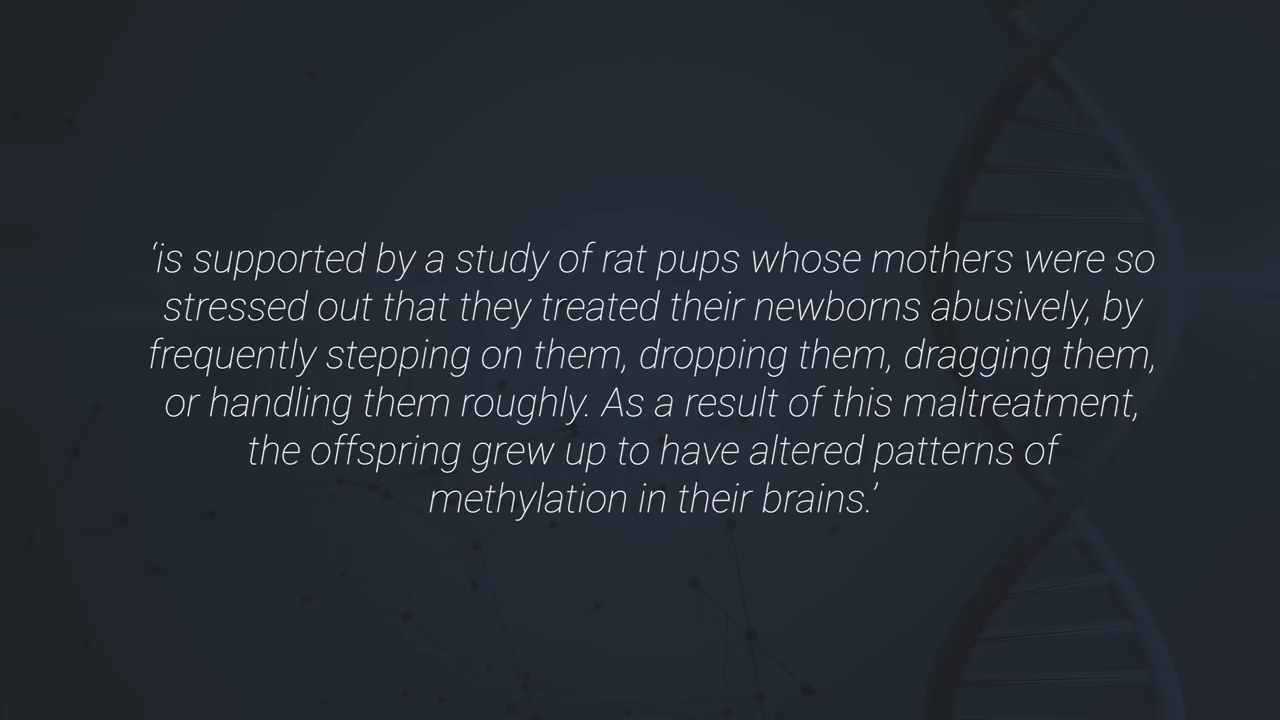 ‘is supported by a study of rat pups whose mothers were so
stressed out that they treated their newborns abusively, by
frequently stepping on them, dropping them, dragging them,
or handling them roughly. As a result of this maltreatment,
the offspring grew up to have altered patterns of
methylation in their brains.’